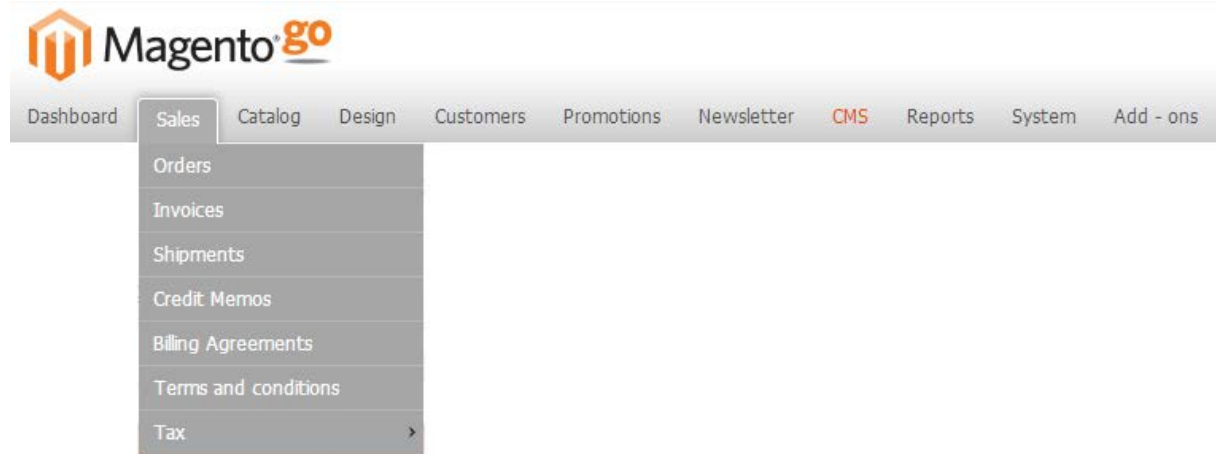 Magento® go
Dashboard Sales Catalog Design Customers Promotions Newsletter CMS Reports System Add - ons
Orders
Invoices
Shipments
Credit Memos
Billing Agreements
Terms and conditions
Tax